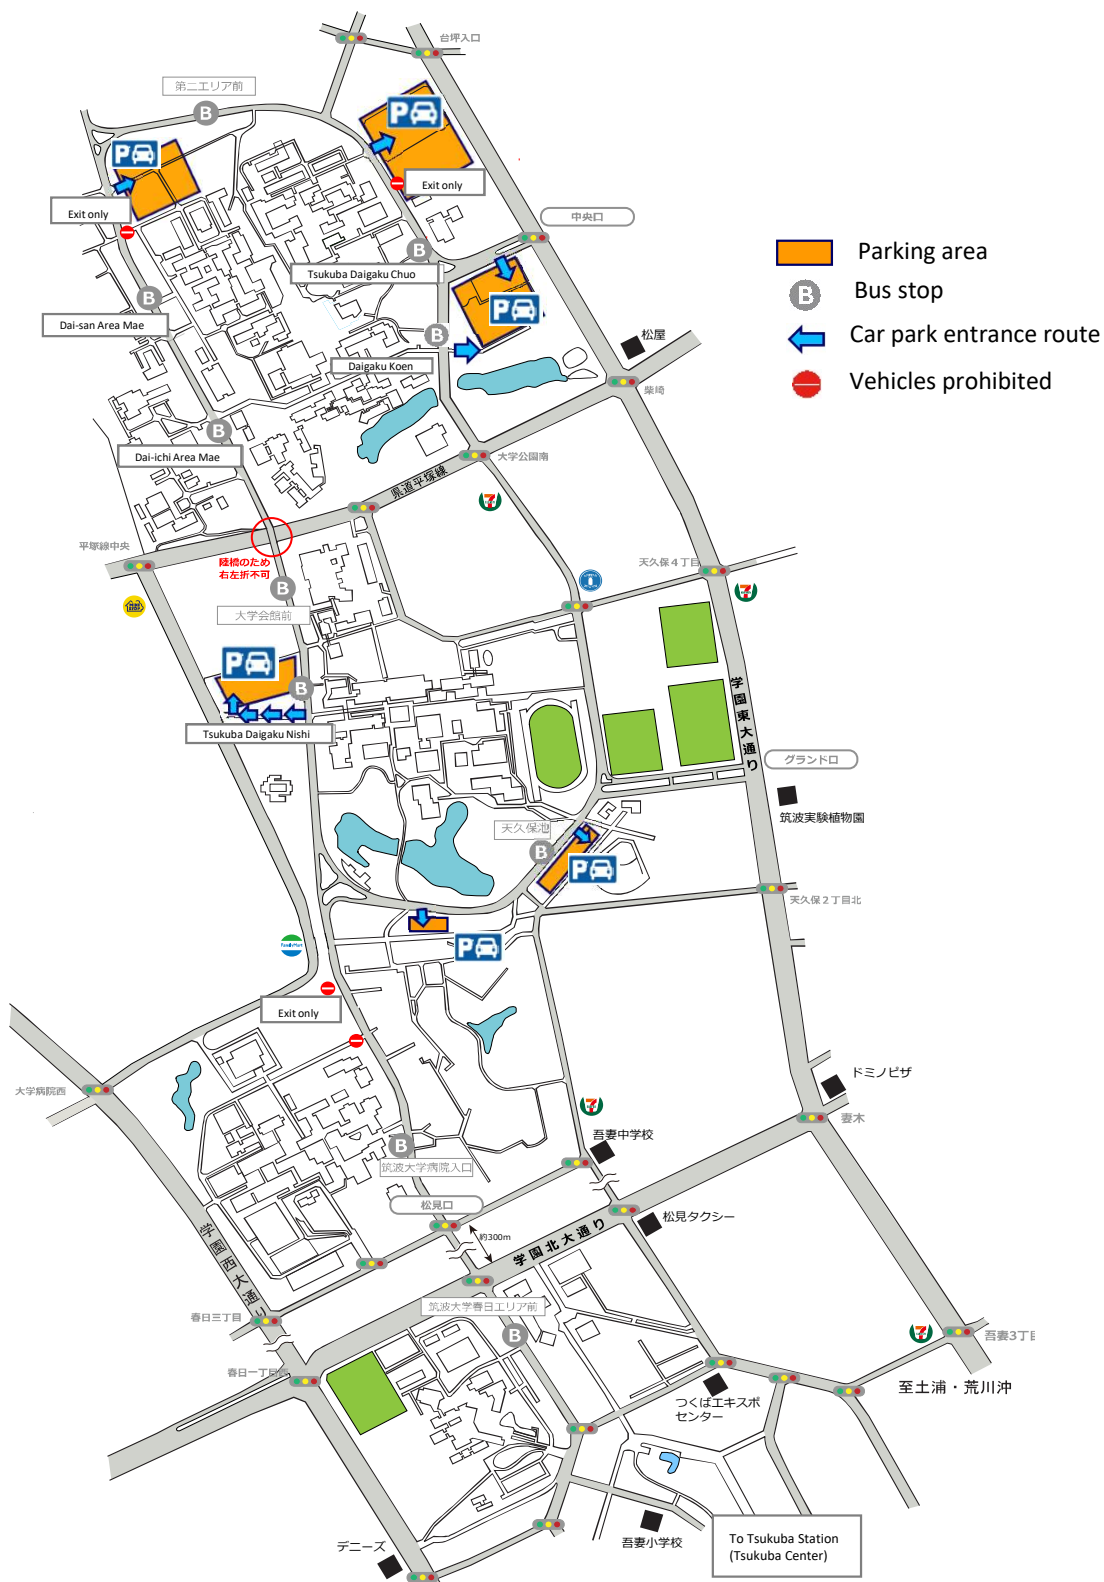 台坪入口
第二エリア前
B
P
P
Exit only
Exit only
中央口
B
Tsukuba Daigaku Chuo
Parking area
B
Bus stop
Car park entrance route
Vehicles prohibited
B
Dai-san Area Mae
P
B
Daigaku Koen
松屋
柴崎
B
Dai-ichi Area Mae
大学公園南
県道平塚線
7
平塚線中央
陸橋のため
右左折不可
天久保4丁目
B
大学会館前
7
P
B
Tsukuba Daigaku Nishi
学園東大通り
グランド口
筑波実験植物園
天久保池
B
P
天久保2丁目北
P
FamilyMart
Exit only
大学病院西
ドミノピザ
妻木
7
吾妻中学校
B
筑波大学病院入口
松見口
約300m
学園北大通り
松見タクシー
学園西大通り
春日三丁目
筑波大学春日エリア前
B
7
吾妻3丁目
春日一丁目西
至土浦・荒川沖
つくばエキスポ
センター
デニーズ
吾妻小学校
To Tsukuba Station
(Tsukuba Center)